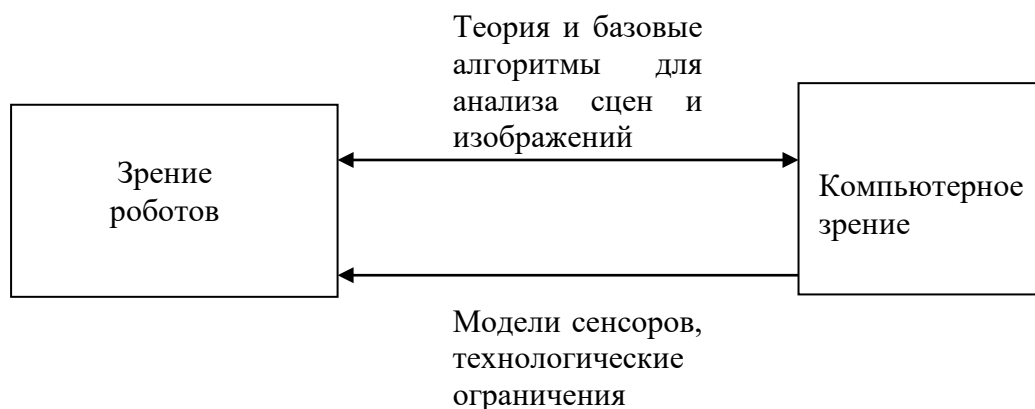 Теория и базовые
алгоритмы для
анализа сцен и
изображений
Зрение
роботов
Компьютерное
зрение
Модели сенсоров,
технологические
ограничения